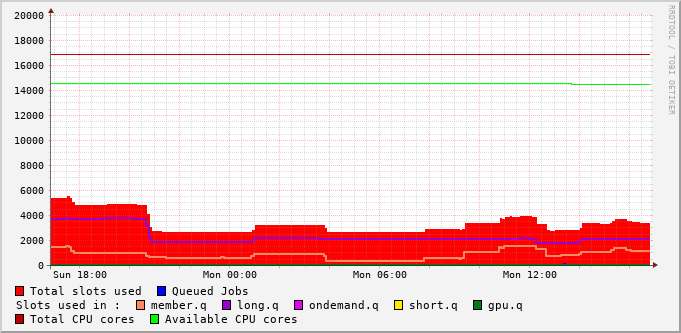 RRDTOOL / TOBI OETIKER
20000
18000
16000
14000
12000
10000
8000
6000
4000
2000
0
Sun 18:00 Mon 00:00 Mon 06:00 Mon 12:00
Total slots used Queued Jobs
Slots used in : member.q long.q ondemand.q short.q gpu.q
Total CPU cores Available CPU cores